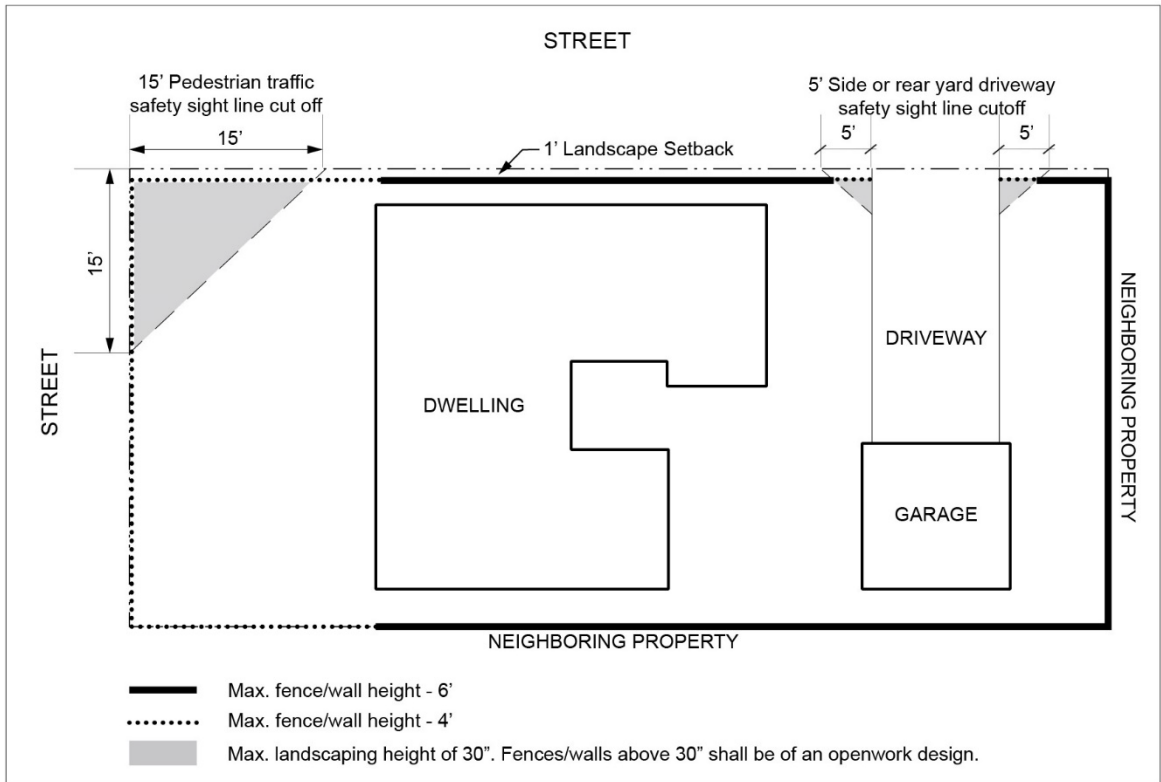 STREET
15’ Pedestrian traffic
safety sight line cut off
15’
5’ Side or rear yard driveway
safety sight line cutoff
5’
5’
1’ Landscape Setback
15’
STREET
DWELLING
DRIVEWAY
GARAGE
NEIGHBORING PROPERTY
NEIGHBORING PROPERTY
Max. fence/wall height - 6’
Max. fence/wall height - 4’
Max. landscaping height of 30”. Fences/walls above 30” shall be of an openwork design.